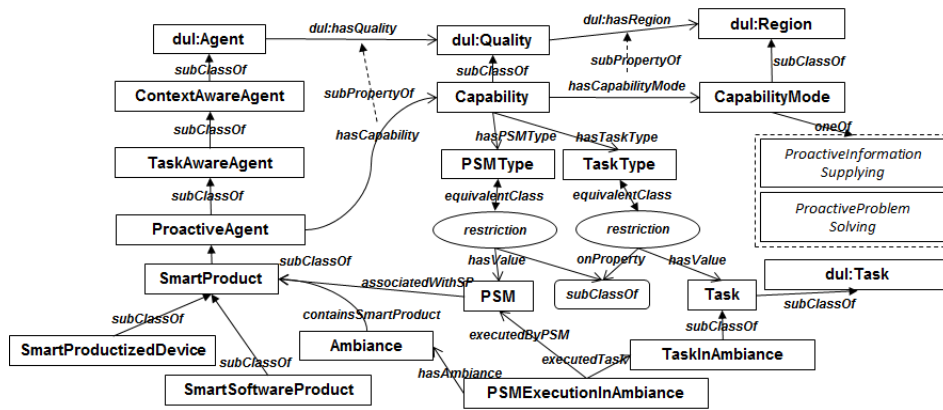 dul:Agent
dul:hasQuality
dul:Quality
dul:hasRegion
dul:Region
subClassOf
subClassOf
subPropertyOf
subClassOf
subPropertyOf
hasCapabilityMode
ContextAwareAgent
Capability
CapabilityMode
subClassOf
hasCapability
hasPSMType
hasTaskType
oneOf
TaskAwareAgent
PSMType
TaskType
ProactiveInformation
Supplying
subClassOf
equivalentClass
equivalentClass
ProactiveProblem
Solving
ProactiveAgent
restriction
restriction
subClassOf
hasValue
onProperty
hasValue
SmartProduct
associatedWithSP
PSM
subClassOf
Task
dul:Task
subClassOf
containsSmartProduct
subClassOf
subClassOf
executedByPSM
SmartProductizedDevice
Ambiance
TaskInAmbiance
subClassOf
hasAmbiance
executedTask
SmartSoftwareProduct
PSMExecutionInAmbiance